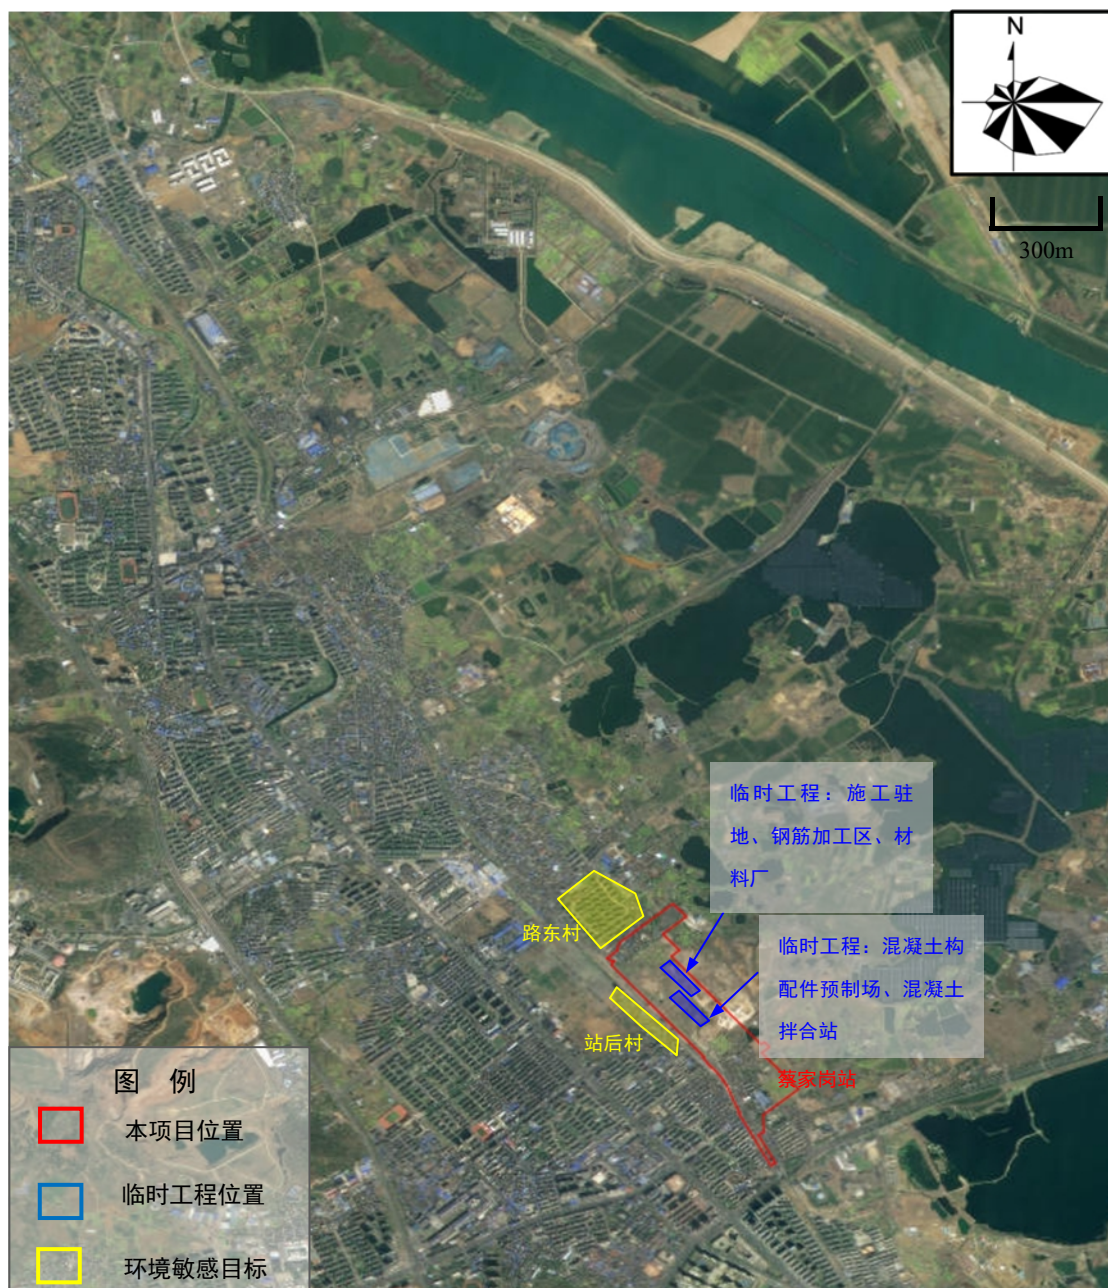 N
300m
临时工程：施工驻
地、钢筋加工区、材
料厂
路东村
临时工程：混凝土构
配件预制场、混凝土
拌合站
站后村
蔡家岗站
图 例
本项目位置
临时工程位置
环境敏感目标